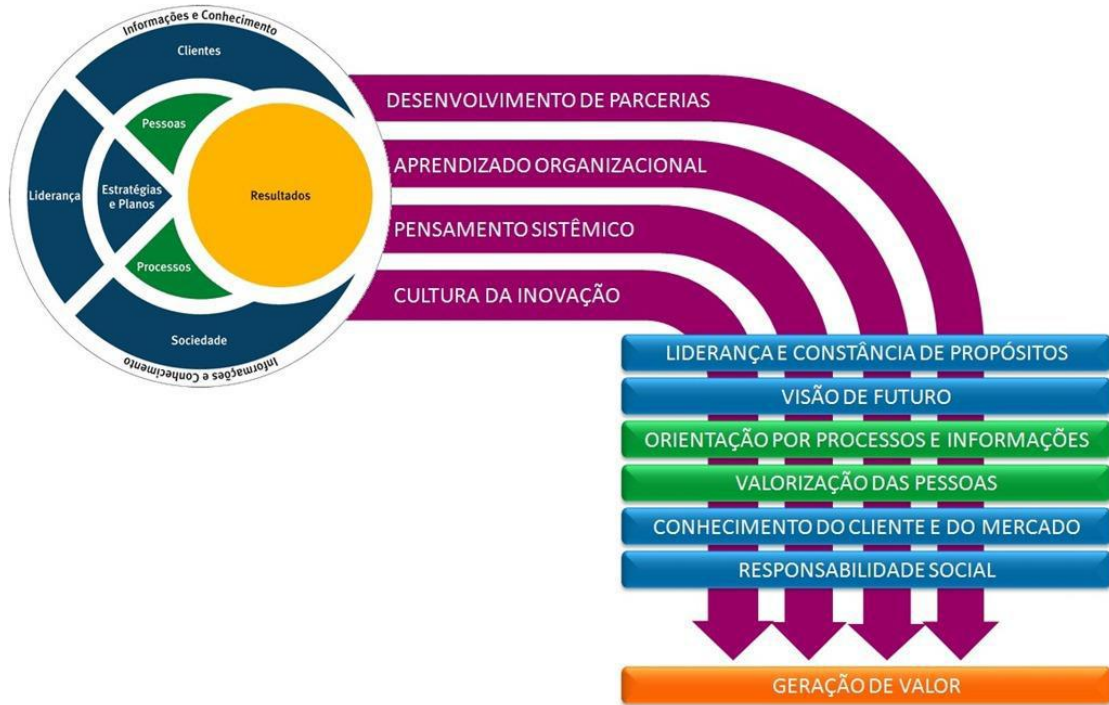 Informações e Conhecimento
Clientes
Pessoas
Liderança
Estratégias
e Planos
Resultados
Processos
Sociedade
Informações e Conhecimento
DESENVOLVIMENTO DE PARCERIAS
APRENDIZADO ORGANIZACIONAL
PENSAMENTO SISTÊMICO
CULTURA DA INOVAÇÃO
LIDERANÇA E CONSTÂNCIA DE PROPÓSITOS
VISÃO DE FUTURO
ORIENTAÇÃO POR PROCESSOS E INFORMAÇÕES
VALORIZAÇÃO DAS PESSOAS
CONHECIMENTO DO CLIENTE E DO MERCADO
RESPONSABILIDADE SOCIAL
GERAÇÃO DE VALOR